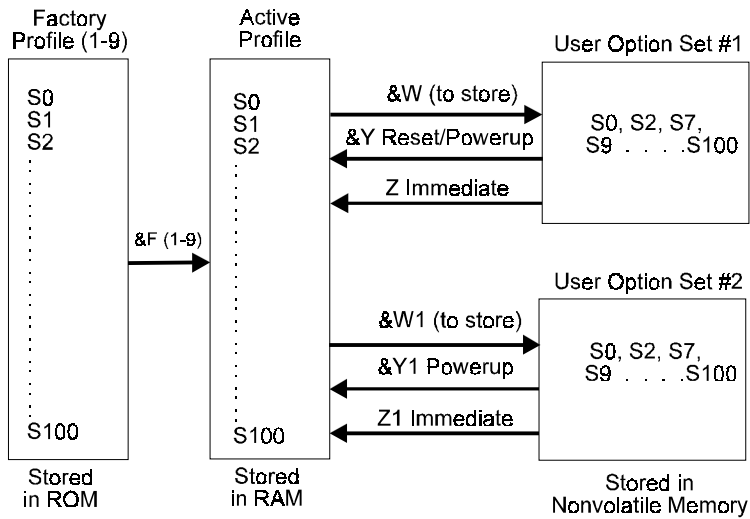 Factory
Profile (1-9)
S0
S1
S2
S100
Stored
in ROM
&F (1-9)
Active
Profile
S0
S1
S2
S100
Stored
in RAM
&W (to store)
&Y Reset/Powerup
Z Immediate
&W1 (to store)
&Y1 Powerup
Z1 Immediate
User Option Set #1
S0, S2, S7,
S9 . . . .S100
User Option Set #2
S0, S2, S7,
S9 . . . .S100
Stored in
Nonvolatile Memory